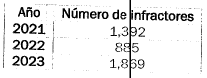 Año Número de infractores
2021 1,392
2022 885
2023 1,869